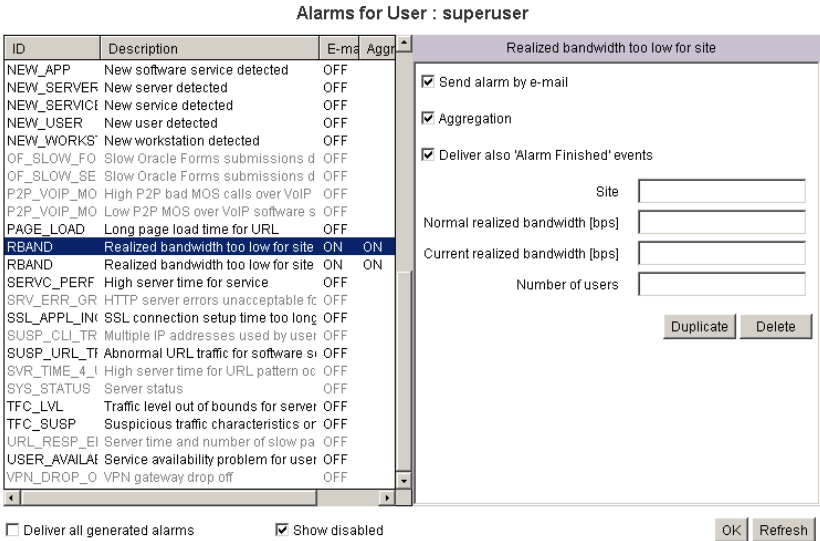 Alarms for User : superuser
ID Description E-ma Aggr
NEW_APP New software service detected OFF
NEW_SERVER New server detected OFF
NEW_SERVICE New service detected OFF
NEW_USER New user detected OFF
NEW_WORKS New workstation detected OFF
OF_SLOW_FO Slow Oracle Forms submissions d OFF
OF_SLOW_SE Slow Oracle Forms submissions d OFF
P2P_VOIP_MO High P2P bad MOS calls over VoIP OFF
P2P_VOIP_MO Low P2P MOS over VoIP software s OFF
PAGE_LOAD Long page load time for URL OFF
RBAND Realized bandwidth too low for site ON ON
RBAND Realized bandwidth too low for site ON ON
SERVC_PERF High server time for service OFF
SRV_ERR_GR HTTP server errors unacceptable fo OFF
SSL_APPL_IN SSL connection setup time too long OFF
SUSP_CLI_TR Multiple IP addresses used by user OFF
SUSP_URL_TF Abnormal URL traffic for software s OFF
SVR_TIME_4_ High server time for URL pattern oc OFF
SYS_STATUS Server status OFF
TFC_LVL Traffic level out of bounds for server OFF
TFC_SUSP Suspicious traffic characteristics or OFF
URL_RESP_EI Server time and number of slow pa OFF
USER_AVAILAE Service availability problem for user OFF
VPN_DROP_O VPN gateway drop off OFF
Realized bandwidth too low for site
Send alarm by e-mail
Aggregation
Deliver also 'Alarm Finished' events
Site
Normal realized bandwidth [bps]
Current realized bandwidth [bps]
Number of users
Duplicate Delete
Deliver all generated alarms Show disabled OK Refresh